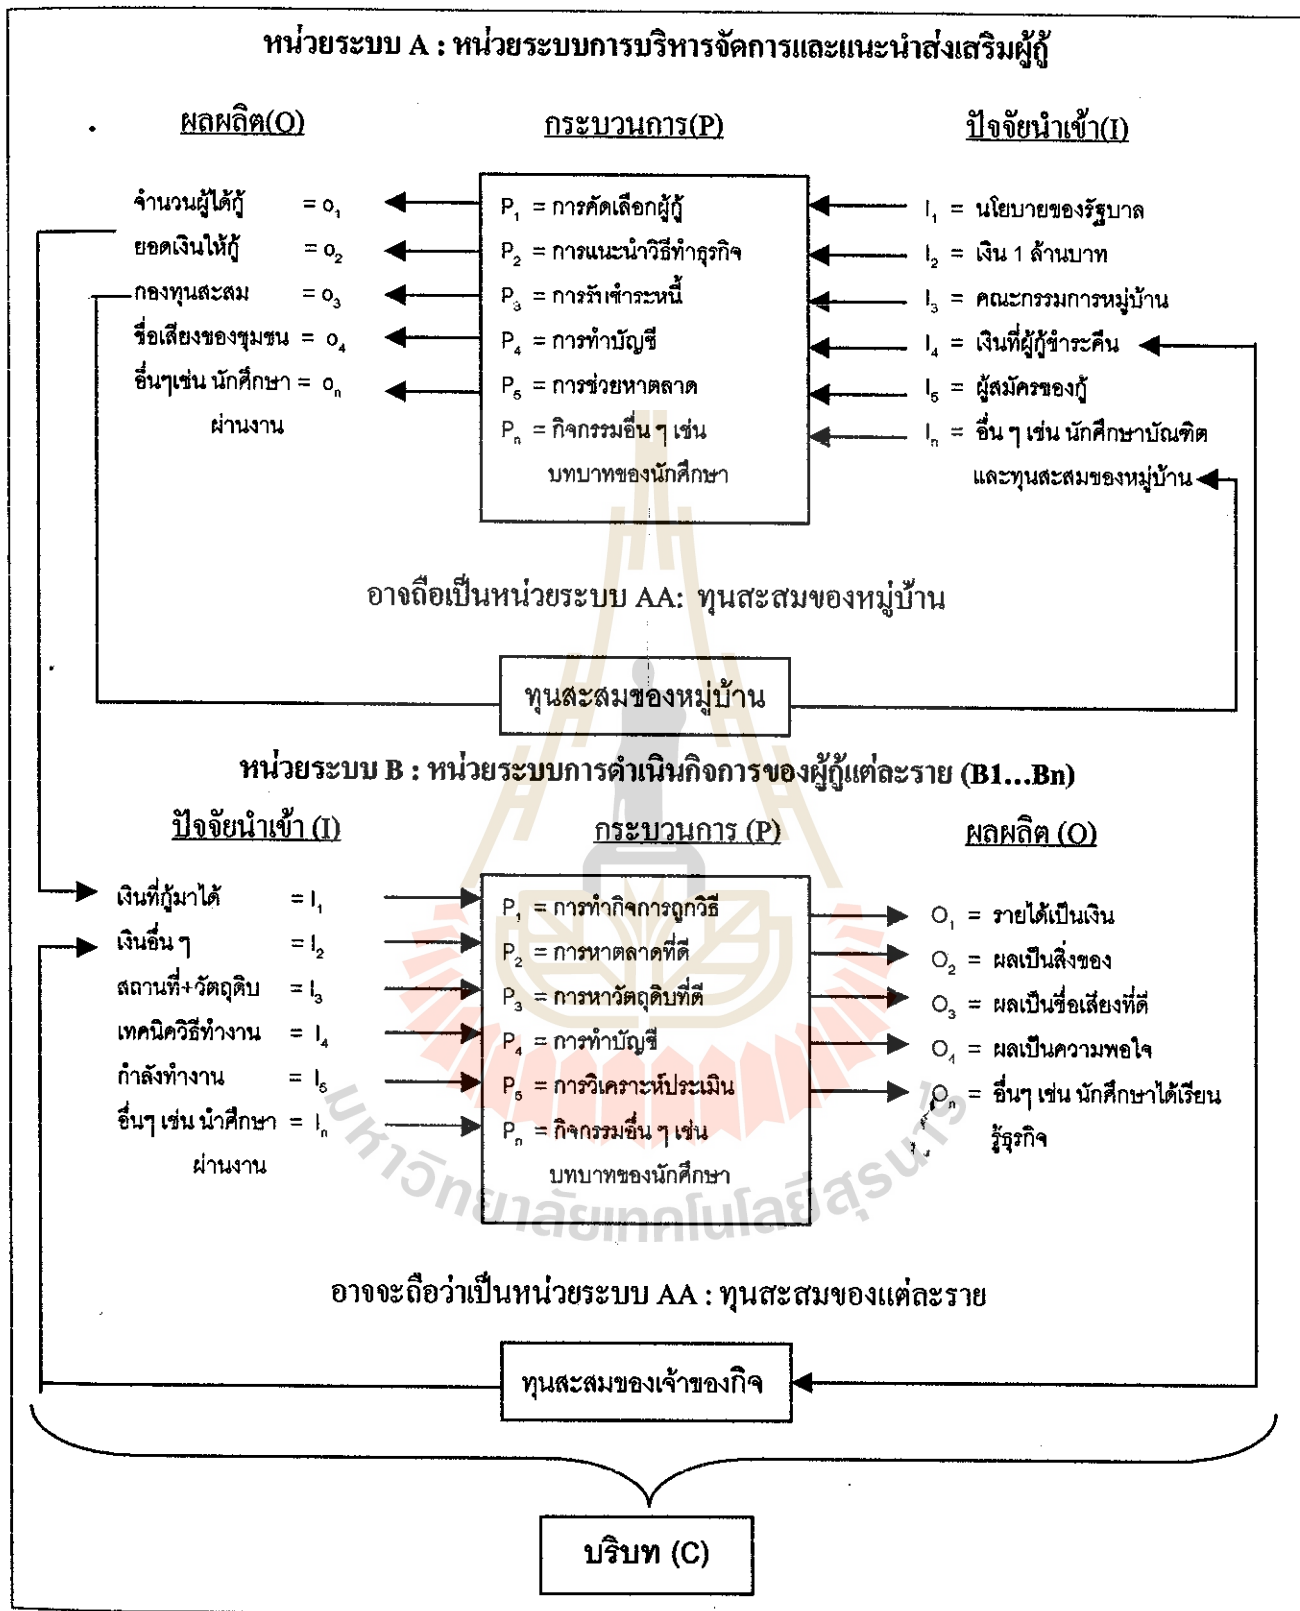 หน่วยระบบ A : หน่วยระบบการบริหารจัดการและแนะนำส่งเสริมผู้กู้
ผลผลิต(O) กระบวนการ(P) ปัจจัยนำเข้า(I)
จำนวนผู้ได้กู้ = o₁ P₁ = การคัดเลือกผู้กู้ I₁ = นโยบายของรัฐบาล
ยอดเงินให้กู้ = o₂ P₂ = การแนะนำวิธีทำธุรกิจ I₂ = เงิน 1 ล้านบาท
กองทุนสะสม = o₃ P₃ = การรับชำระหนี้ I₃ = คณะกรรมการหมู่บ้าน
ชื่อเสียงของชุมชน = o₄ P₄ = การทำบัญชี I₄ = เงินที่ผู้กู้ชำระคืน
อื่นๆเช่น นักศึกษา = oₙ P₅ = การช่วยหาตลาด I₅ = ผู้สมัครของกู้
ผ่านงาน Pₙ = กิจกรรมอื่น ๆ เช่น Iₙ = อื่น ๆ เช่น นักศึกษาบัณฑิต
บทบาทของนักศึกษา และทุนสะสมของหมู่บ้าน
อาจถือเป็นหน่วยระบบ AA: ทุนสะสมของหมู่บ้าน
ทุนสะสมของหมู่บ้าน
หน่วยระบบ B : หน่วยระบบการดำเนินกิจการของผู้กู้แต่ละราย (B1...Bn)
ปัจจัยนำเข้า (I) กระบวนการ (P) ผลผลิต (O)
เงินที่กู้มาได้ = I₁ P₁ = การทำกิจการถูกวิธี O₁ = รายได้เป็นเงิน
เงินอื่น ๆ = I₂ P₂ = การหาตลาดที่ดี O₂ = ผลเป็นสิ่งของ
สถานที่+วัตถุดิบ = I₃ P₃ = การหาวัตถุดิบที่ดี O₃ = ผลเป็นชื่อเสียงที่ดี
เทคนิควิธีทำงาน = I₄ P₄ = การทำบัญชี O₄ = ผลเป็นความพอใจ
กำลังทำงาน = I₅ P₅ = การวิเคราะห์ประเมิน Oₙ = อื่นๆ เช่น นักศึกษาได้เรียน
อื่นๆ เช่น นำศึกษา = Iₙ Pₙ = กิจกรรมอื่น ๆ เช่น รู้ธุรกิจ
ผ่านงาน บทบาทของนักศึกษา
มหาวิทยาลัยเทคโนโลยีสุรนารี
อาจจะถือว่าเป็นหน่วยระบบ AA : ทุนสะสมของแต่ละราย
ทุนสะสมของเจ้าของกิจ
บริบท (C)